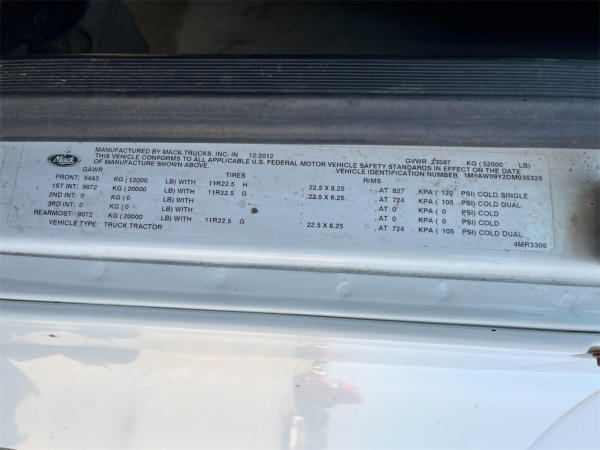 Mack
MANUFACTURED BY MACK TRUCKS, INC. IN 12/2012 GVWR 23587 KG (52000 LB)
THIS VEHICLE CONFORMS TO ALL APPLICABLE U.S. FEDERAL MOTOR VEHICLE SAFETY STANDARDS IN EFFECT ON THE DATE
OF MANUFACTURE SHOWN ABOVE. VEHICLE IDENTIFICATION NUMBER 1M1AW09Y2DM035326
GAWR TIRES RIMS
FRONT: 5443 KG (12000 LB) WITH 11R22.5 H 22.5 X 8.25 , AT 827 KPA (120 PSI) COLD SINGLE
1ST INT: 9072 KG (20000 LB) WITH 11R22.5 G , 22.5 X 8.25 , AT 724 KPA (105 PSI) COLD DUAL
2ND INT: 0 KG (0 LB) WITH , AT 0 KPA (0 PSI) COLD
3RD INT: 0 KG (0 LB) WITH , AT 0 KPA (0 PSI) COLD
REARMOST: 9072 KG (20000 LB) WITH 11R22.5 G , 22.5 X 8.25 , AT 724 KPA (105 PSI) COLD DUAL
VEHICLE TYPE: TRUCK TRACTOR
4MR3306